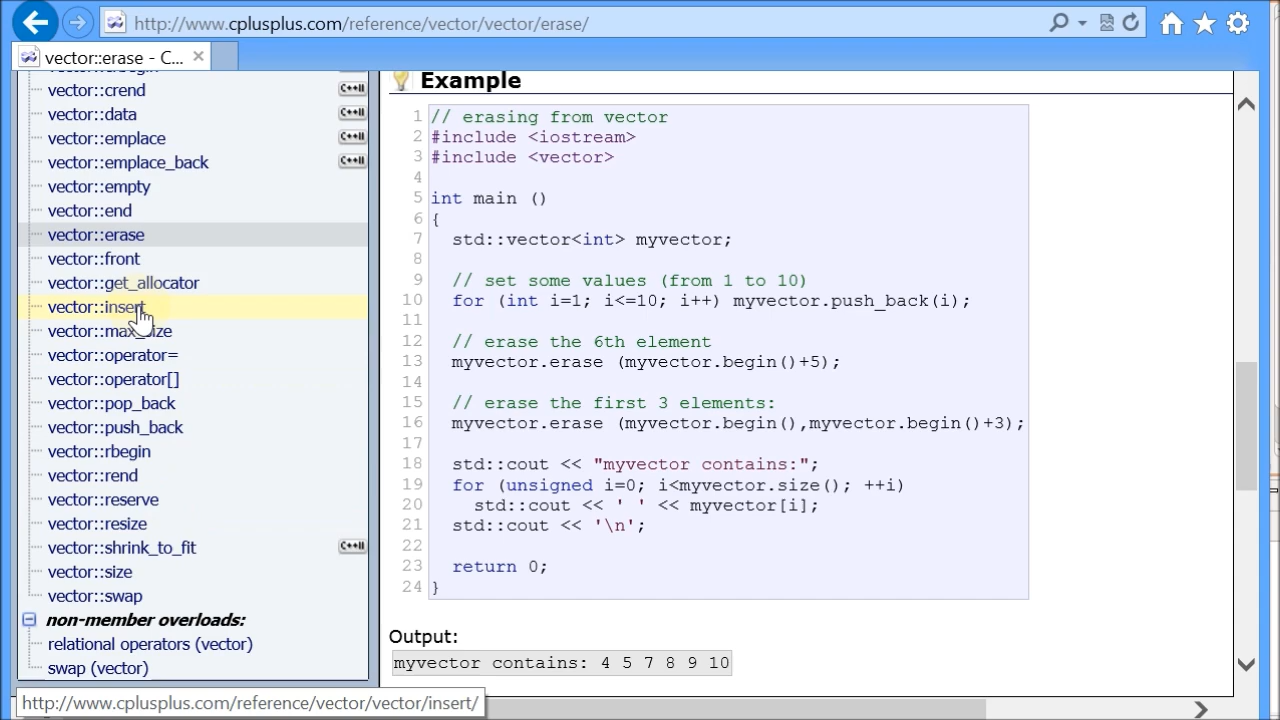 http://www.cplusplus.com/reference/vector/vector/erase/
vector::erase - C...
vector::crend C++11
vector::data C++11
vector::emplace C++11
vector::emplace_back C++11
vector::empty
vector::end
vector::erase
vector::front
vector::get_allocator
vector::insert
vector::max_size
vector::operator=
vector::operator[]
vector::pop_back
vector::push_back
vector::rbegin
vector::rend
vector::reserve
vector::resize
vector::shrink_to_fit C++11
vector::size
vector::swap
non-member overloads:
relational operators (vector)
swap (vector)
http://www.cplusplus.com/reference/vector/vector/insert/
Example
1 // erasing from vector
2 #include <iostream>
3 #include <vector>
4
5 int main ()
6 {
7 std::vector<int> myvector;
8
9 // set some values (from 1 to 10)
10 for (int i=1; i<=10; i++) myvector.push_back(i);
11
12 // erase the 6th element
13 myvector.erase (myvector.begin()+5);
14
15 // erase the first 3 elements:
16 myvector.erase (myvector.begin(),myvector.begin()+3);
17
18 std::cout << "myvector contains:";
19 for (unsigned i=0; i<myvector.size(); ++i)
20 std::cout << ' ' << myvector[i];
21 std::cout << '\n';
22
23 return 0;
24 }
Output:
myvector contains: 4 5 7 8 9 10